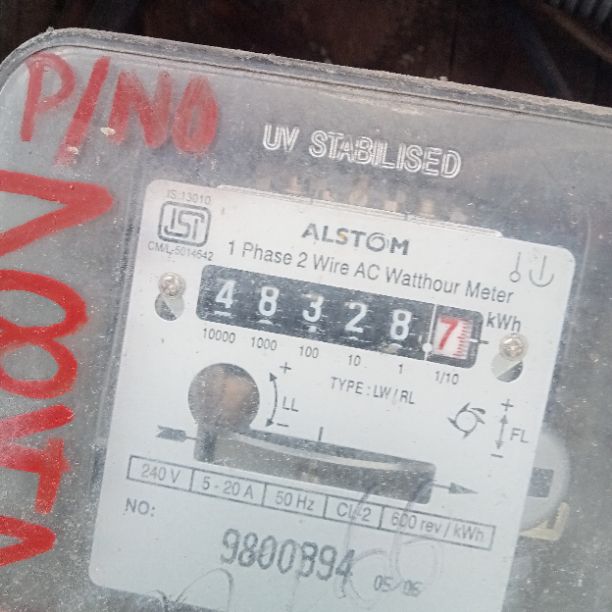 P/NO
UV STABILISED
IS:13010
ISI
CM/L-5014642
ALSTOM
1 Phase 2 Wire AC Watthour Meter
4 8 3 2 8 7 kWh
10000 1000 100 10 1 1/10
TYPE : LW / RL
+
LL
-
+
FL
-
240 V 5 - 20 A 50 Hz CL-2 600 rev / kWh
NO:
9800894 05/06